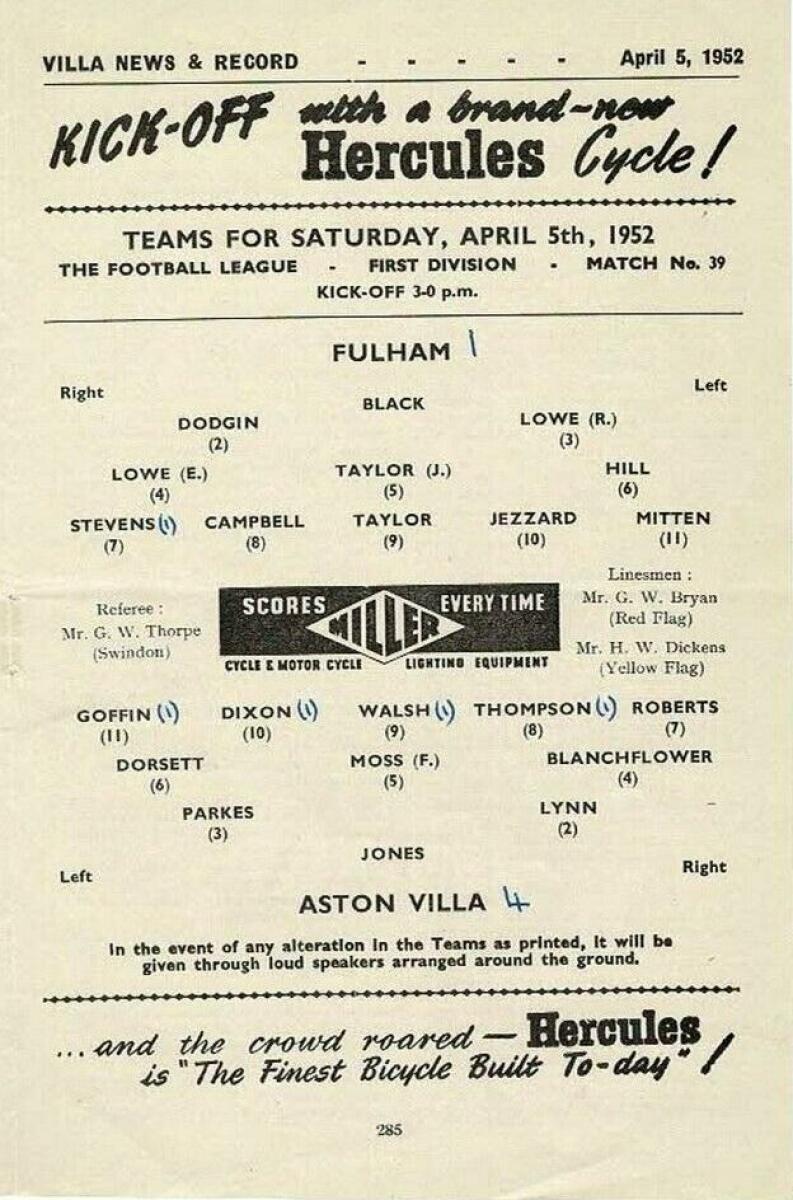 VILLA NEWS & RECORD - - - - - April 5, 1952
KICK-OFF with a brand-new
Hercules Cycle!
TEAMS FOR SATURDAY, APRIL 5th, 1952
THE FOOTBALL LEAGUE - FIRST DIVISION - MATCH No. 39
KICK-OFF 3-0 p.m.
FULHAM 1
Right Left
BLACK
DODGIN LOWE (R.)
(2) (3)
LOWE (E.) TAYLOR (J.) HILL
(4) (5) (6)
STEVENS (1) CAMPBELL TAYLOR JEZZARD MITTEN
(7) (8) (9) (10) (11)
Referee :
Mr. G. W. Thorpe
(Swindon)
SCORES MILLER EVERY TIME
CYCLE & MOTOR CYCLE LIGHTING EQUIPMENT
Linesmen :
Mr. G. W. Bryan
(Red Flag)
Mr. H. W. Dickens
(Yellow Flag)
GOFFIN (1) DIXON (1) WALSH (1) THOMPSON (1) ROBERTS
(11) (10) (9) (8) (7)
DORSETT MOSS (F.) BLANCHFLOWER
(6) (5) (4)
PARKES LYNN
(3) (2)
JONES
Left Right
ASTON VILLA 4
In the event of any alteration in the Teams as printed, it will be
given through loud speakers arranged around the ground.
...and the crowd roared — Hercules
is "The Finest Bicycle Built To-day" !
285